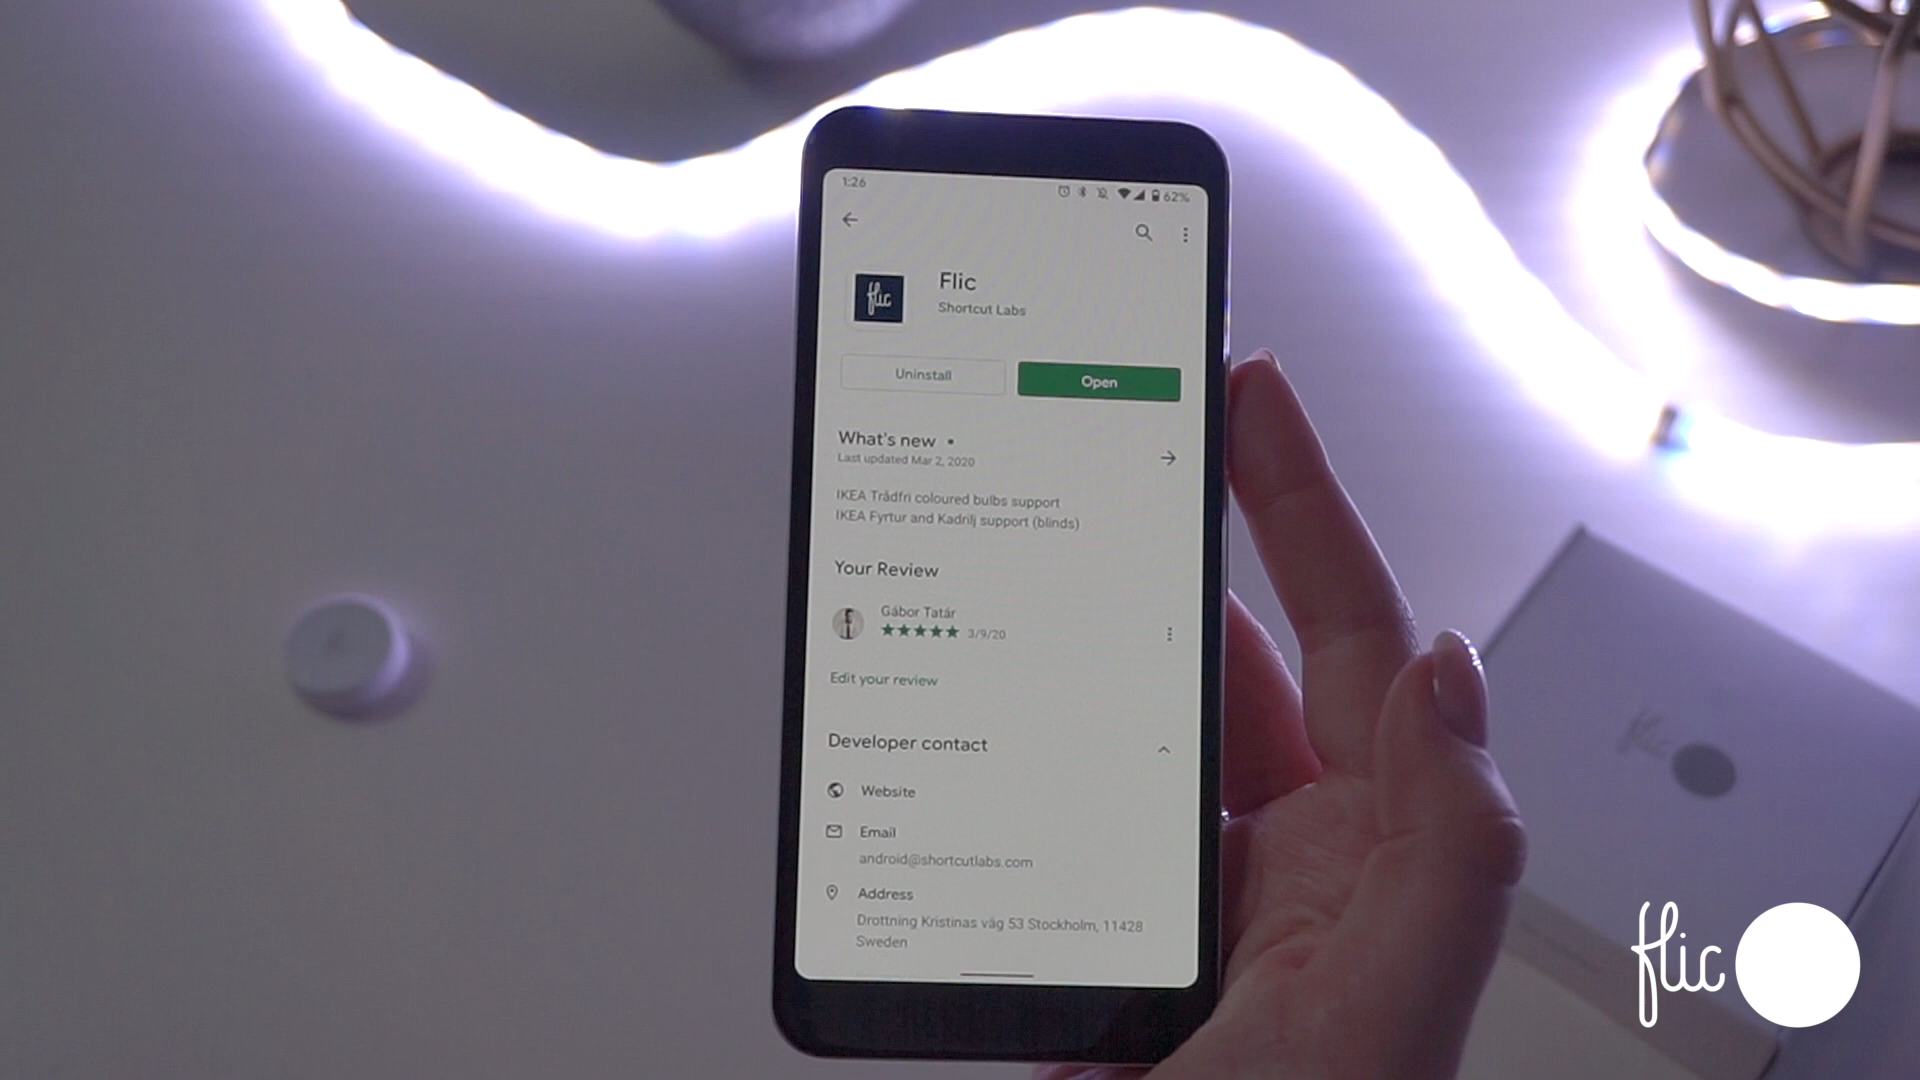 1:26
62%
flic
Flic
Shortcut Labs
Uninstall
Open
What's new •
Last updated Mar 2, 2020
IKEA Trådfri coloured bulbs support
IKEA Fyrtur and Kadrilj support (blinds)
Your Review
Gábor Tatár
3/9/20
Edit your review
Developer contact
Website
Email
android@shortcutlabs.com
Address
Drottning Kristinas väg 53 Stockholm, 11428
Sweden
flic
flic